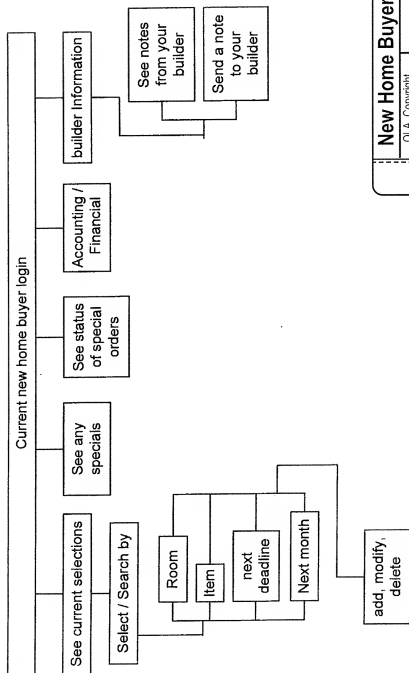 Current new home buyer login
See current selections
See any
specials
See status
of special
orders
Accounting /
Financial
builder Information
Select / Search by
Room
Item
next
deadline
Next month
add, modify,
delete
See notes
from your
builder
Send a note
to your
builder
New Home Buyer
OLA Copyright